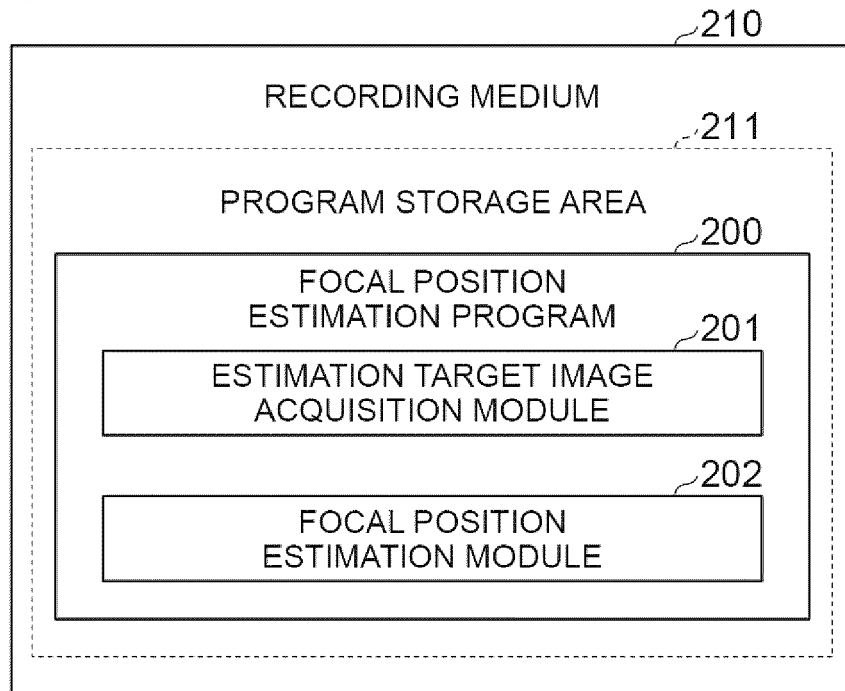 210
RECORDING MEDIUM
211
PROGRAM STORAGE AREA
200
FOCAL POSITION
ESTIMATION PROGRAM
201
ESTIMATION TARGET IMAGE
ACQUISITION MODULE
202
FOCAL POSITION
ESTIMATION MODULE